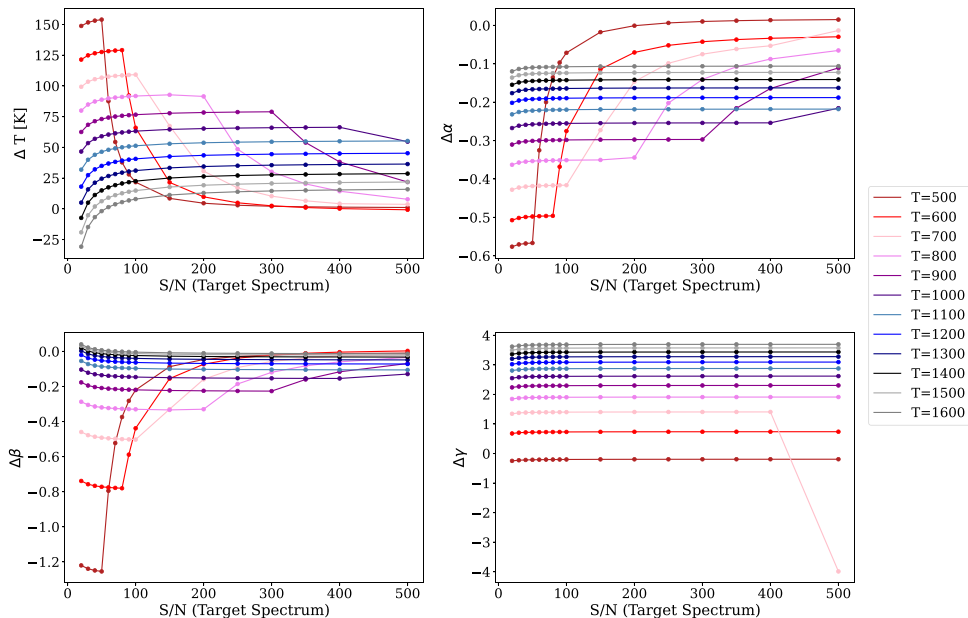 150
125
100
75
50
25
0
−25
Δ T [K]
0 100 200 300 400 500
S/N (Target Spectrum)
0.0
−0.1
−0.2
−0.3
−0.4
−0.5
−0.6
Δα
0 100 200 300 400 500
S/N (Target Spectrum)
T=500
T=600
T=700
T=800
T=900
T=1000
T=1100
T=1200
T=1300
T=1400
T=1500
T=1600
0.0
−0.2
−0.4
−0.6
−0.8
−1.0
−1.2
Δβ
0 100 200 300 400 500
S/N (Target Spectrum)
4
3
2
1
0
−1
−2
−3
−4
Δγ
0 100 200 300 400 500
S/N (Target Spectrum)